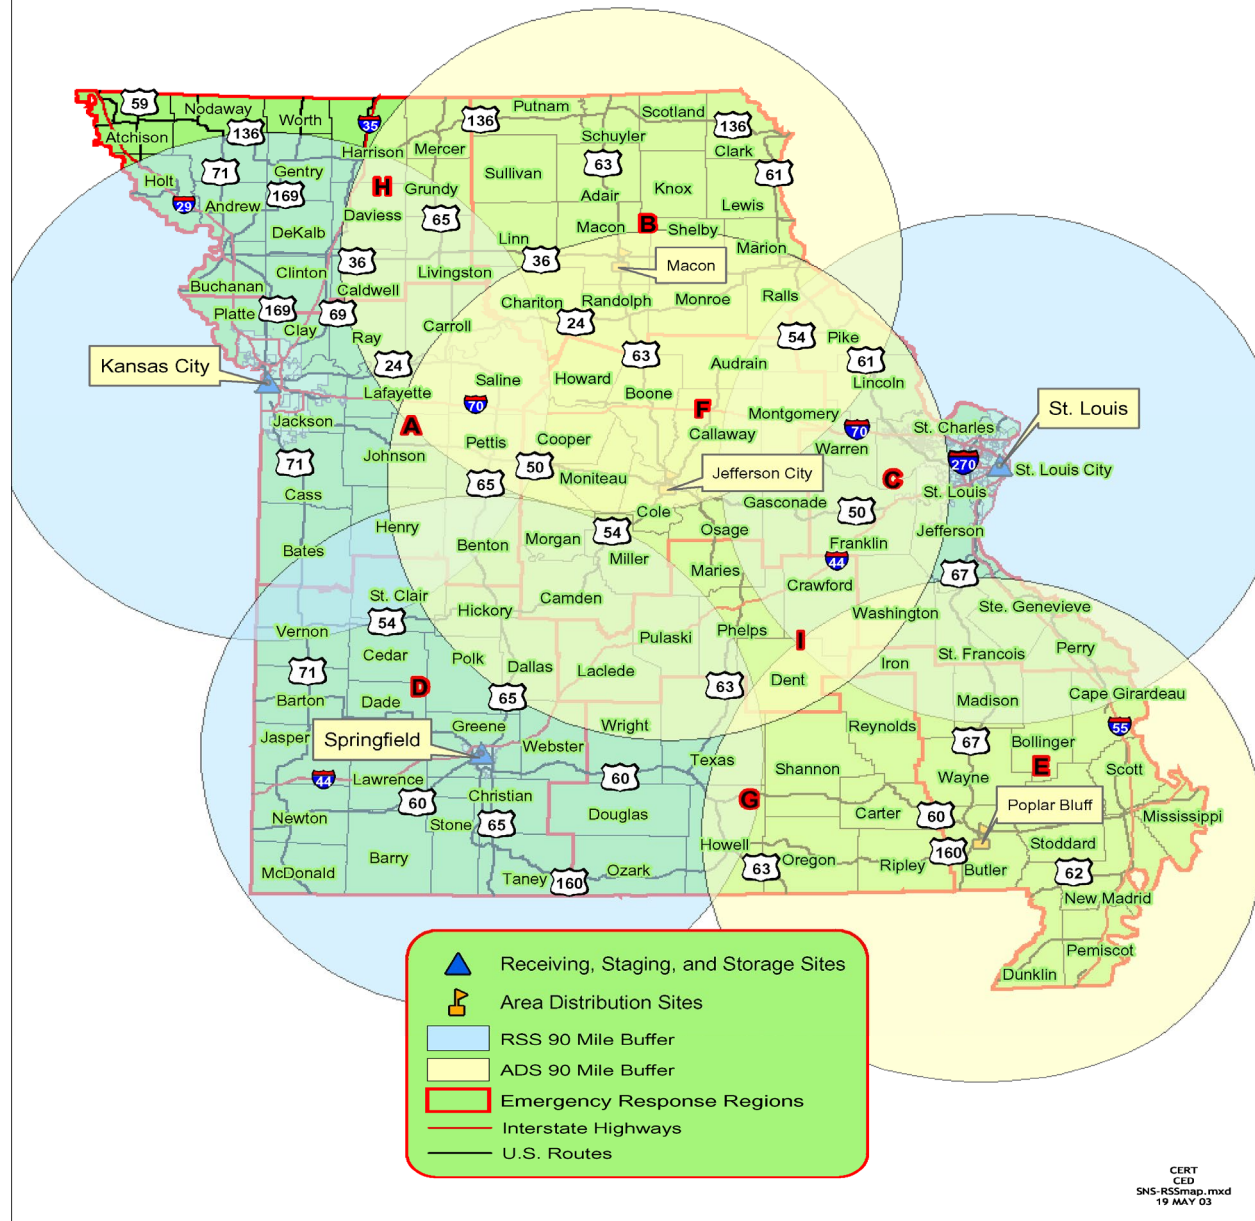 59
Nodaway
Worth
136
Atchison
35
Harrison
Mercer
136
Putnam
Scotland
136
Schuyler
Clark
Holt
71
Gentry
169
29
Andrew
H
Grundy
Sullivan
63
Adair
Knox
61
Lewis
Daviess
65
DeKalb
Macon
B
Shelby
Marion
Linn
36
Clinton
36
Livingston
Macon
Buchanan
Caldwell
Chariton
Randolph
Monroe
Ralls
Platte
169
Clay
69
Ray
Carroll
24
63
54
Pike
61
Kansas City
24
Lafayette
Saline
70
Howard
Boone
Audrain
Lincoln
Jackson
A
Pettis
Cooper
F
Callaway
Montgomery
70
Warren
St. Charles
St. Louis
71
Johnson
50
65
Moniteau
Jefferson City
C
270
St. Louis City
Cass
Henry
Cole
Gasconade
50
St. Louis
Bates
Benton
Morgan
54
Miller
Osage
Franklin
44
Jefferson
Maries
67
St. Clair
54
Hickory
Camden
Crawford
Washington
Ste. Genevieve
Vernon
Cedar
Polk
Dallas
Laclede
Pulaski
Phelps
I
Iron
St. Francois
Perry
71
Barton
D
Dade
65
63
Dent
Madison
Cape Girardeau
Jasper
Springfield
Greene
Webster
Wright
Texas
Reynolds
67
Bollinger
55
44
Lawrence
60
Christian
60
Shannon
Wayne
E
Scott
Newton
Stone
65
Douglas
G
Carter
60
Poplar Bluff
Mississippi
McDonald
Barry
Taney
160
Ozark
Howell
63
Oregon
Ripley
160
Butler
Stoddard
62
New Madrid
Pemiscot
Dunklin
Receiving, Staging, and Storage Sites
Area Distribution Sites
RSS 90 Mile Buffer
ADS 90 Mile Buffer
Emergency Response Regions
Interstate Highways
U.S. Routes
CERT
CED
SNS-RSSmap.mxd
19 MAY 03